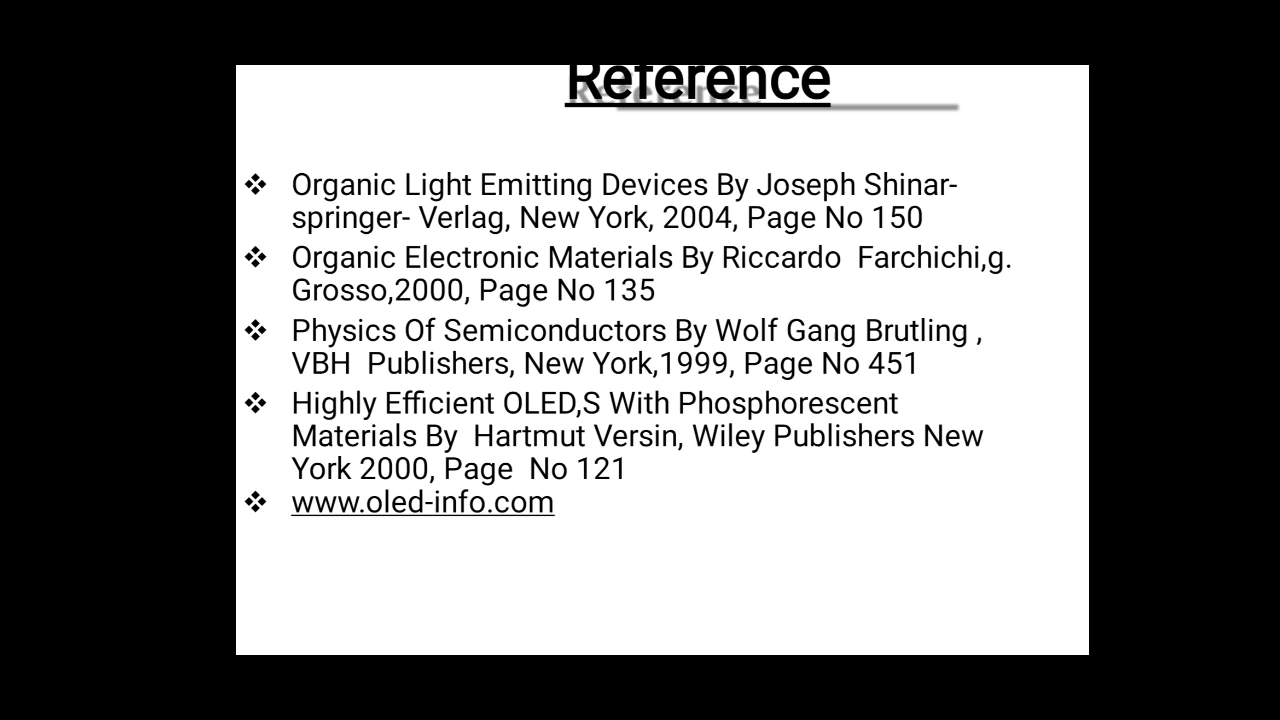 Reference
❖ Organic Light Emitting Devices By Joseph Shinar-
springer- Verlag, New York, 2004, Page No 150
❖ Organic Electronic Materials By Riccardo  Farchichi,g.
Grosso,2000, Page No 135
❖ Physics Of Semiconductors By Wolf Gang Brutling ,
VBH  Publishers, New York,1999, Page No 451
❖ Highly Efficient OLED,S With Phosphorescent
Materials By  Hartmut Versin, Wiley Publishers New
York 2000, Page  No 121
❖ www.oled-info.com